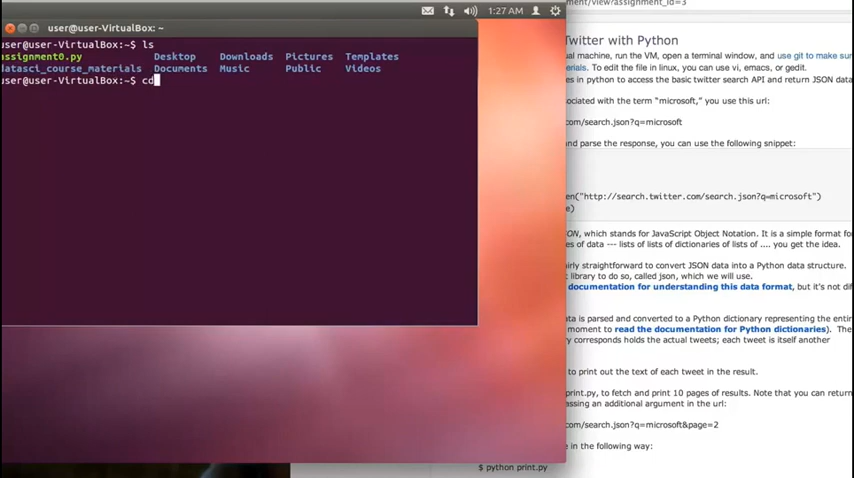 1:27 AM
user@user-VirtualBox: ~
user@user-VirtualBox:~$ ls
assignment0.py Desktop Downloads Pictures Templates
datasci_course_materials Documents Music Public Videos
user@user-VirtualBox:~$ cd
ment/view?assignment_id=3
Twitter with Python
ual machine, run the VM, open a terminal window, and use git to make sur
erials. To edit the file in linux, you can use vi, emacs, or gedit.
es in python to access the basic twitter search API and return JSON data
sociated with the term "microsoft," you use this url:
com/search.json?q=microsoft
and parse the response, you can use the following snippet:
en("http://search.twitter.com/search.json?q=microsoft")
e)
ON, which stands for JavaScript Object Notation. It is a simple format fo
es of data --- lists of lists of dictionaries of lists of .... you get the idea.
irly straightforward to convert JSON data into a Python data structure.
t library to do so, called json, which we will use.
documentation for understanding this data format, but it's not dif
ata is parsed and converted to a Python dictionary representing the entir
moment to read the documentation for Python dictionaries). The
ry corresponds holds the actual tweets; each tweet is itself another
to print out the text of each tweet in the result.
print.py, to fetch and print 10 pages of results. Note that you can return
assing an additional argument in the url:
com/search.json?q=microsoft&page=2
e in the following way:
$ python print.py